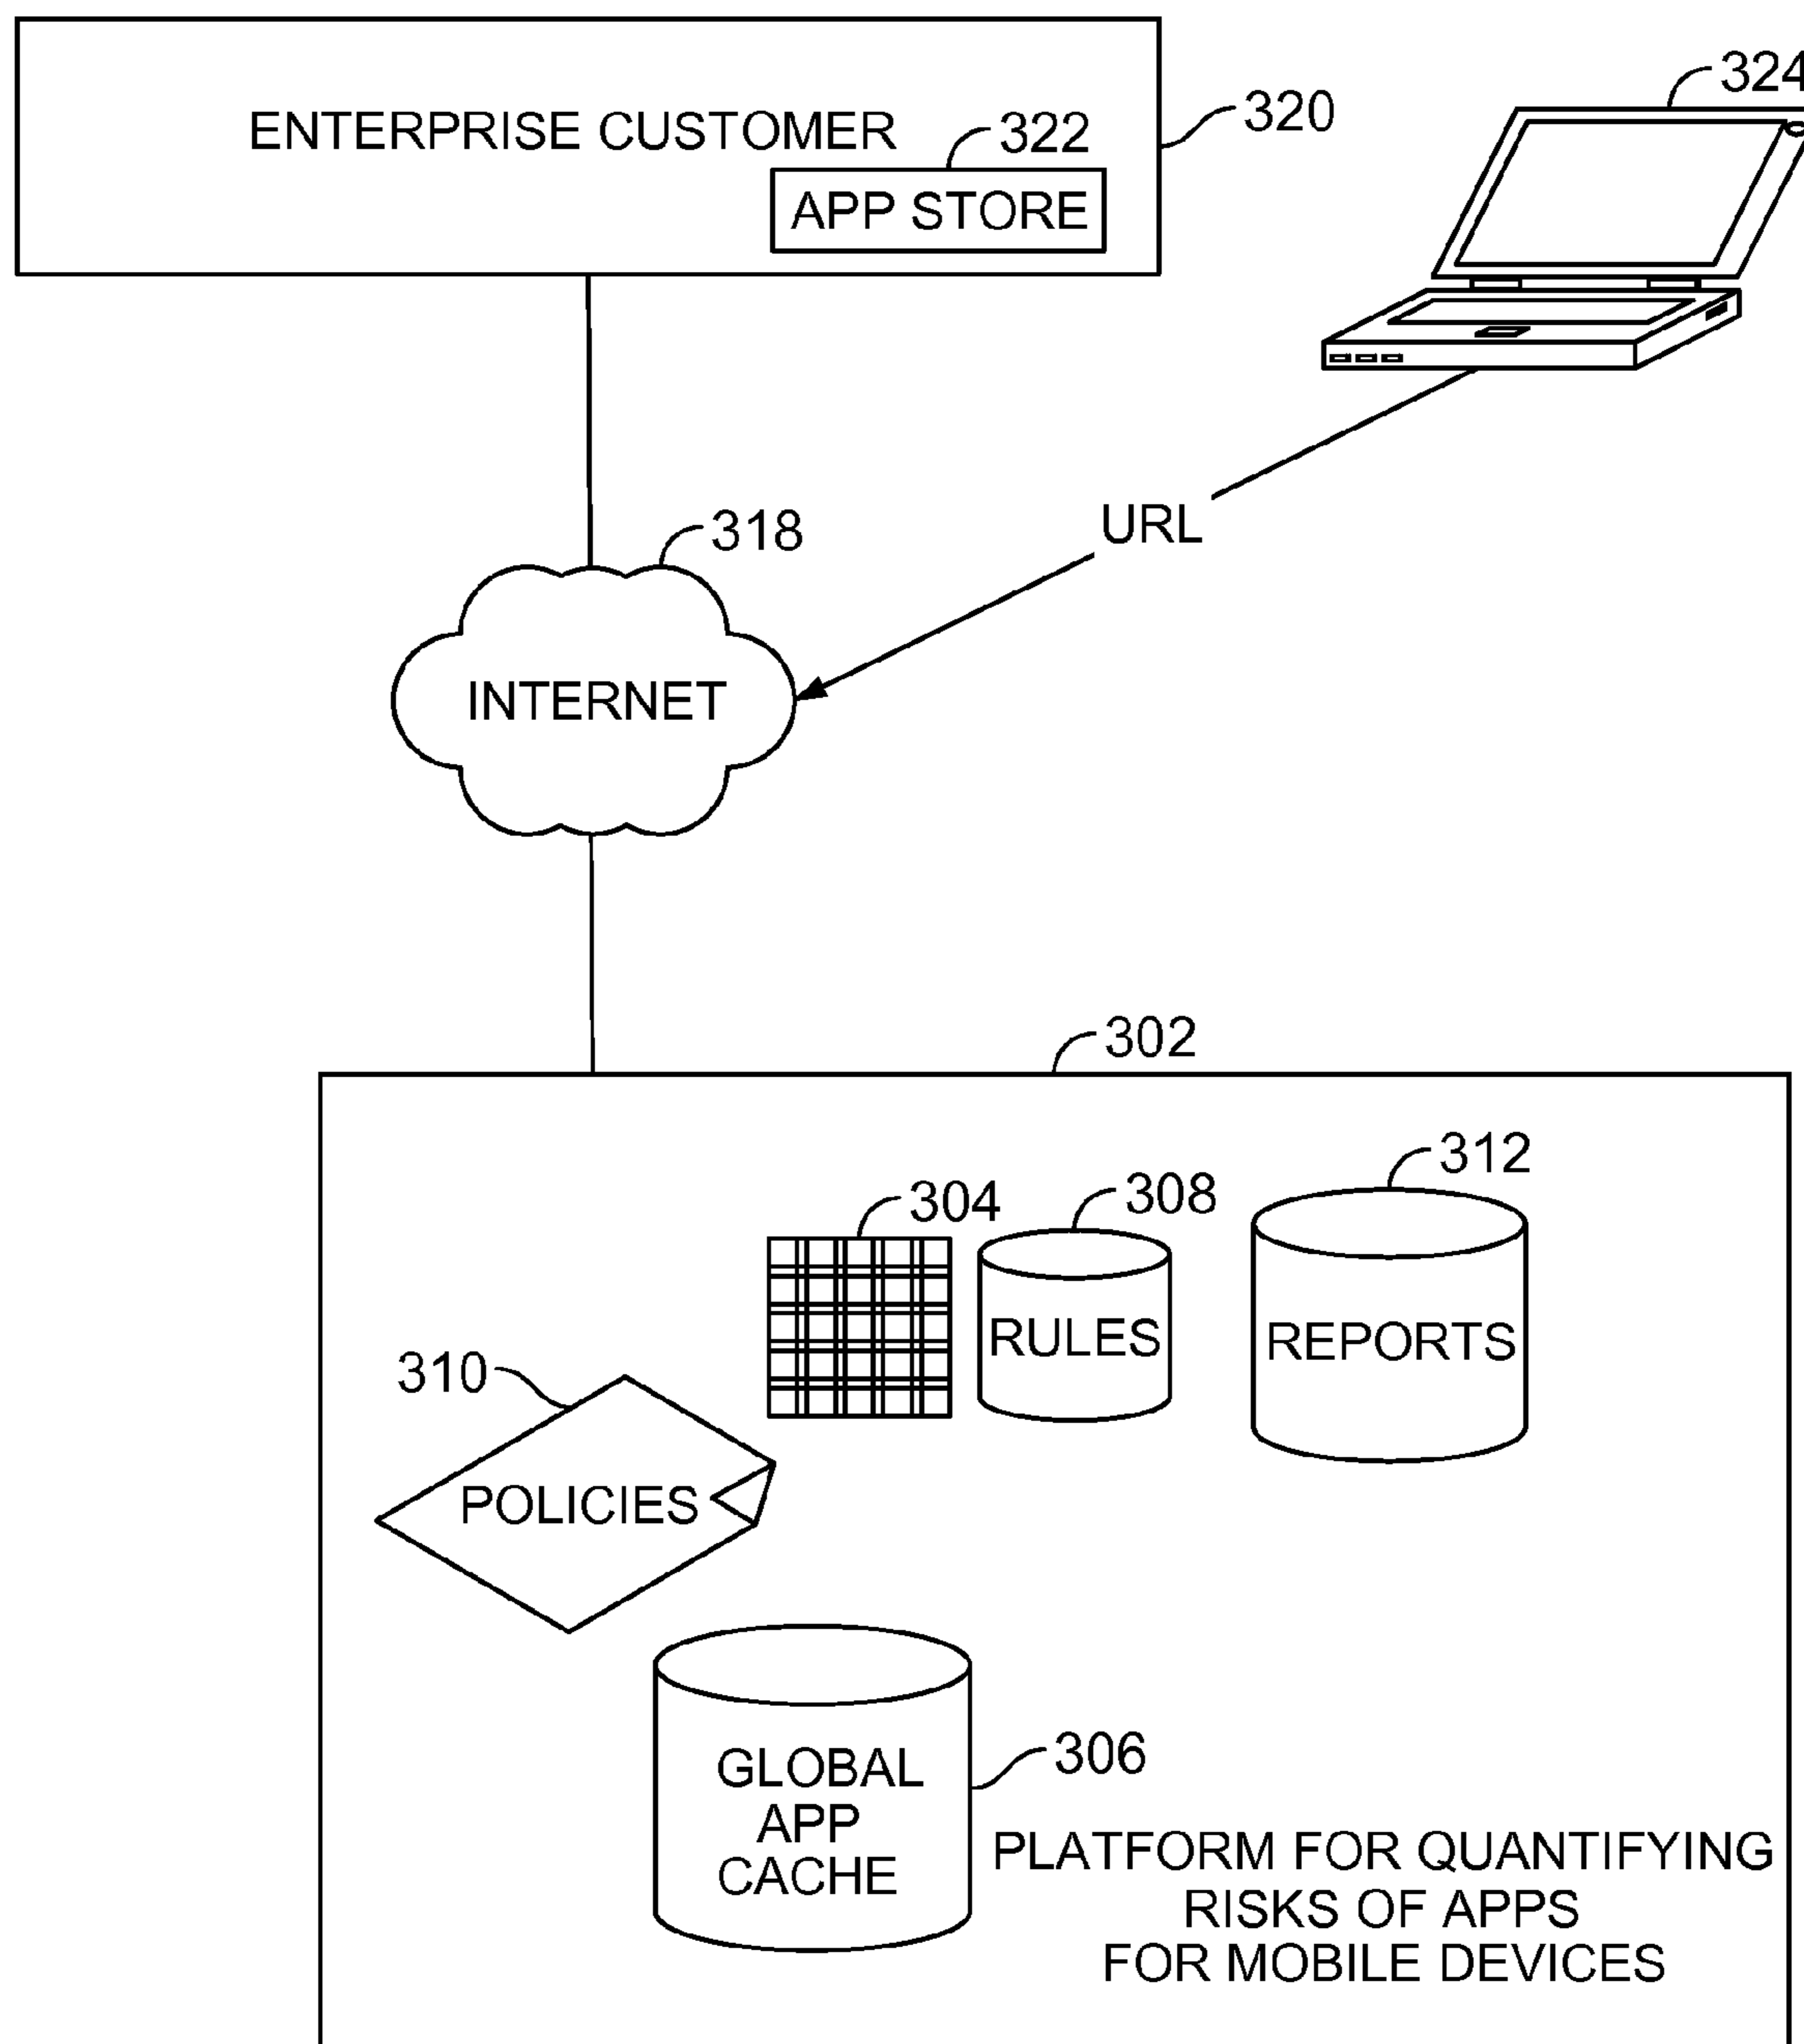 324
320
ENTERPRISE CUSTOMER
322
APP STORE
URL
318
INTERNET
302
312
308
304
RULES
REPORTS
310
POLICIES
306
GLOBAL
APP
CACHE
PLATFORM FOR QUANTIFYING
RISKS OF APPS
FOR MOBILE DEVICES